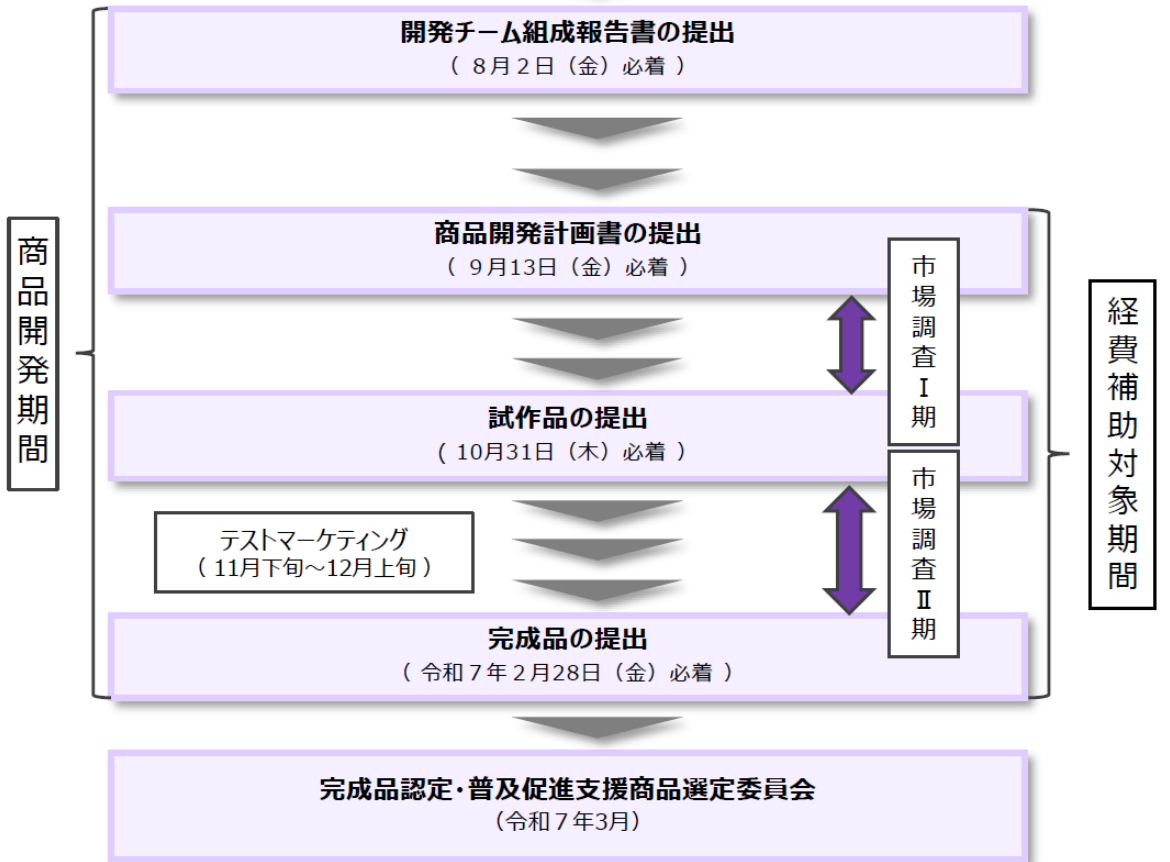 開発チーム組成報告書の提出
（ ８月２日（金）必着 ）
商品開発期間
商品開発計画書の提出
（ ９月13日（金）必着 ）
市場調査Ⅰ期
経費補助対象期間
試作品の提出
( 10月31日（木）必着 ）
市場調査Ⅱ期
テストマーケティング
（ 11月下旬～12月上旬 ）
完成品の提出
（ 令和７年２月28日（金）必着 ）
完成品認定・普及促進支援商品選定委員会
（令和７年3月）